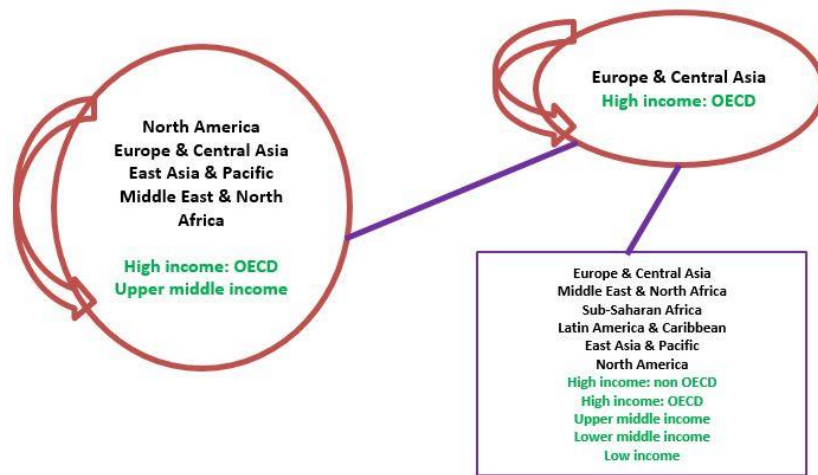 North America
Europe & Central Asia
East Asia & Pacific
Middle East & North
Africa
High income: OECD
Upper middle income
Europe & Central Asia
High income: OECD
Europe & Central Asia
Middle East & North Africa
Sub-Saharan Africa
Latin America & Caribbean
East Asia & Pacific
North America
High income: non OECD
High income: OECD
Upper middle income
Lower middle income
Low income